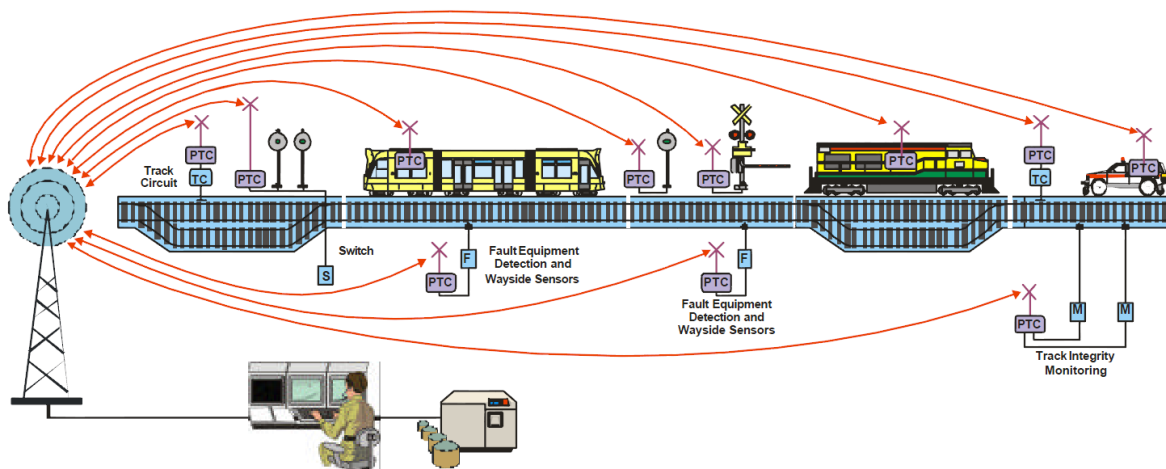 PTC
PTC
PTC
PTC
PTC
PTC
PTC
PTC
TC
PTC
Track
Circuit
TC
Switch
S
F
Fault Equipment
Detection and
Wayside Sensors
PTC
F
PTC
Fault Equipment
Detection and
Wayside Sensors
M
M
PTC
Track Integrity
Monitoring